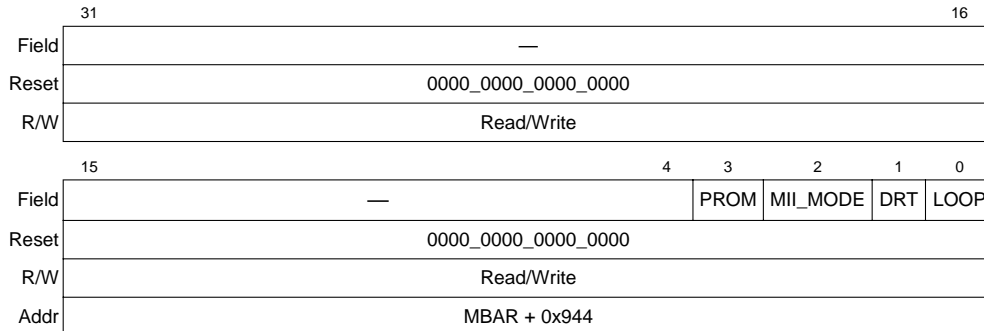 31 16
Field —
Reset 0000_0000_0000_0000
R/W Read/Write
15 4 3 2 1 0
Field — PROM MII_MODE DRT LOOP
Reset 0000_0000_0000_0000
R/W Read/Write
Addr MBAR + 0x944